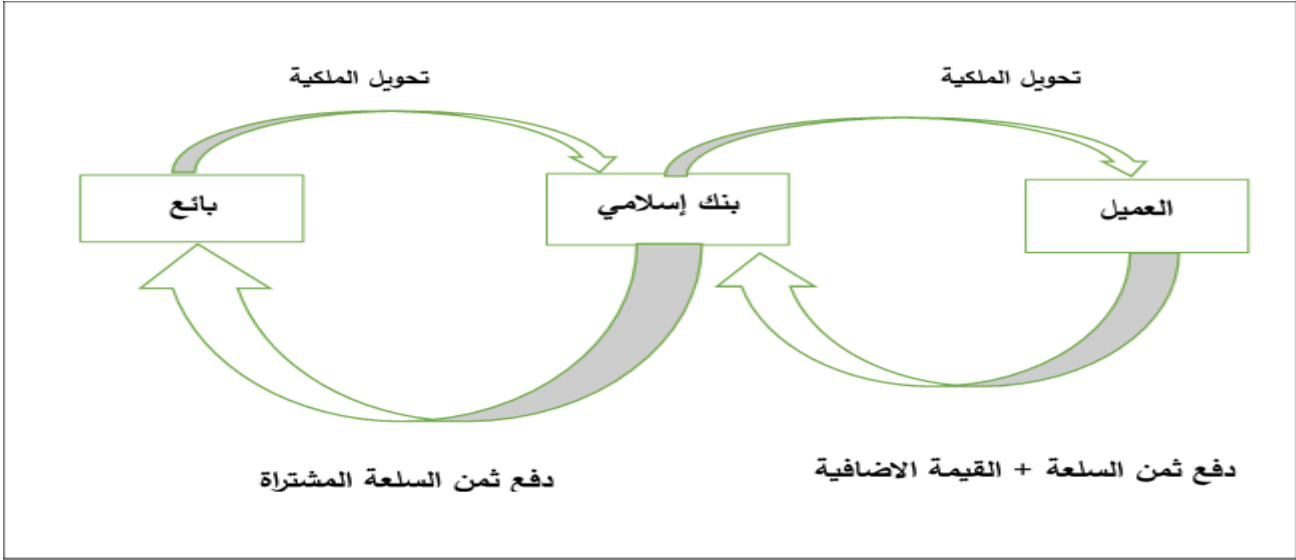 تحويل الملكية
تحويل الملكية
العميل
بنك إسلامي
بائع
دفع ثمن السلعة + القيمة الاضافية
دفع ثمن السلعة المشتراة